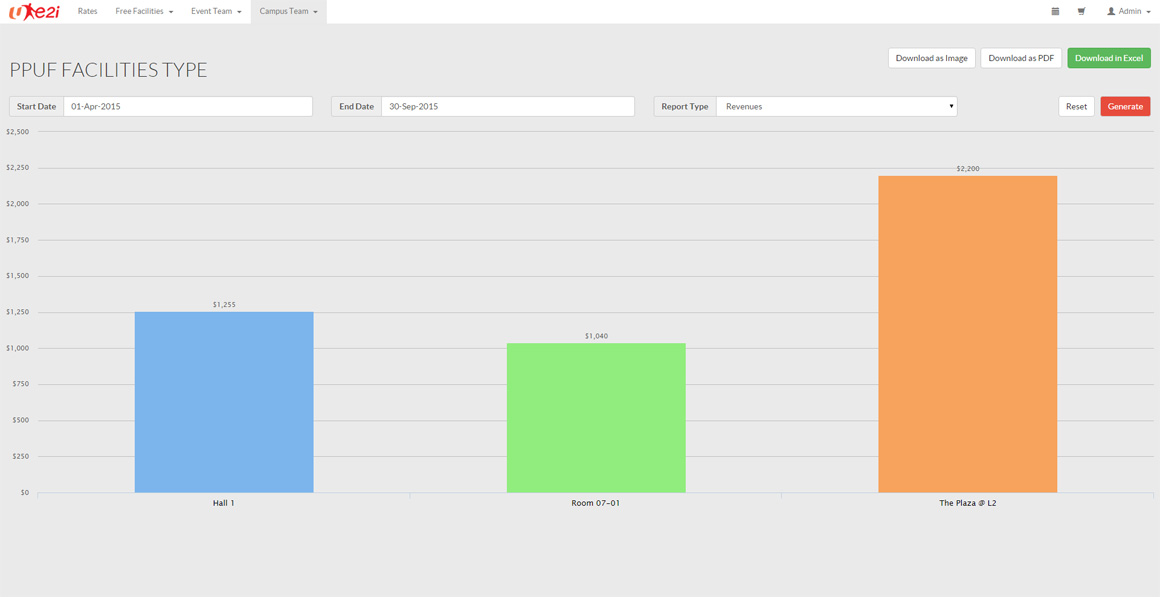 e2i Rates Free Facilities Event Team Campus Team Admin
Download as Image Download as PDF Download in Excel
PPUF FACILITIES TYPE
Start Date 01-Apr-2015 End Date 30-Sep-2015 Report Type Revenues Reset Generate
$2,500
$2,250
$2,200
$2,000
$1,750
$1,500
$1,255
$1,250
$1,040
$1,000
$750
$500
$250
$0
Hall 1 Room 07-01 The Plaza @ L2